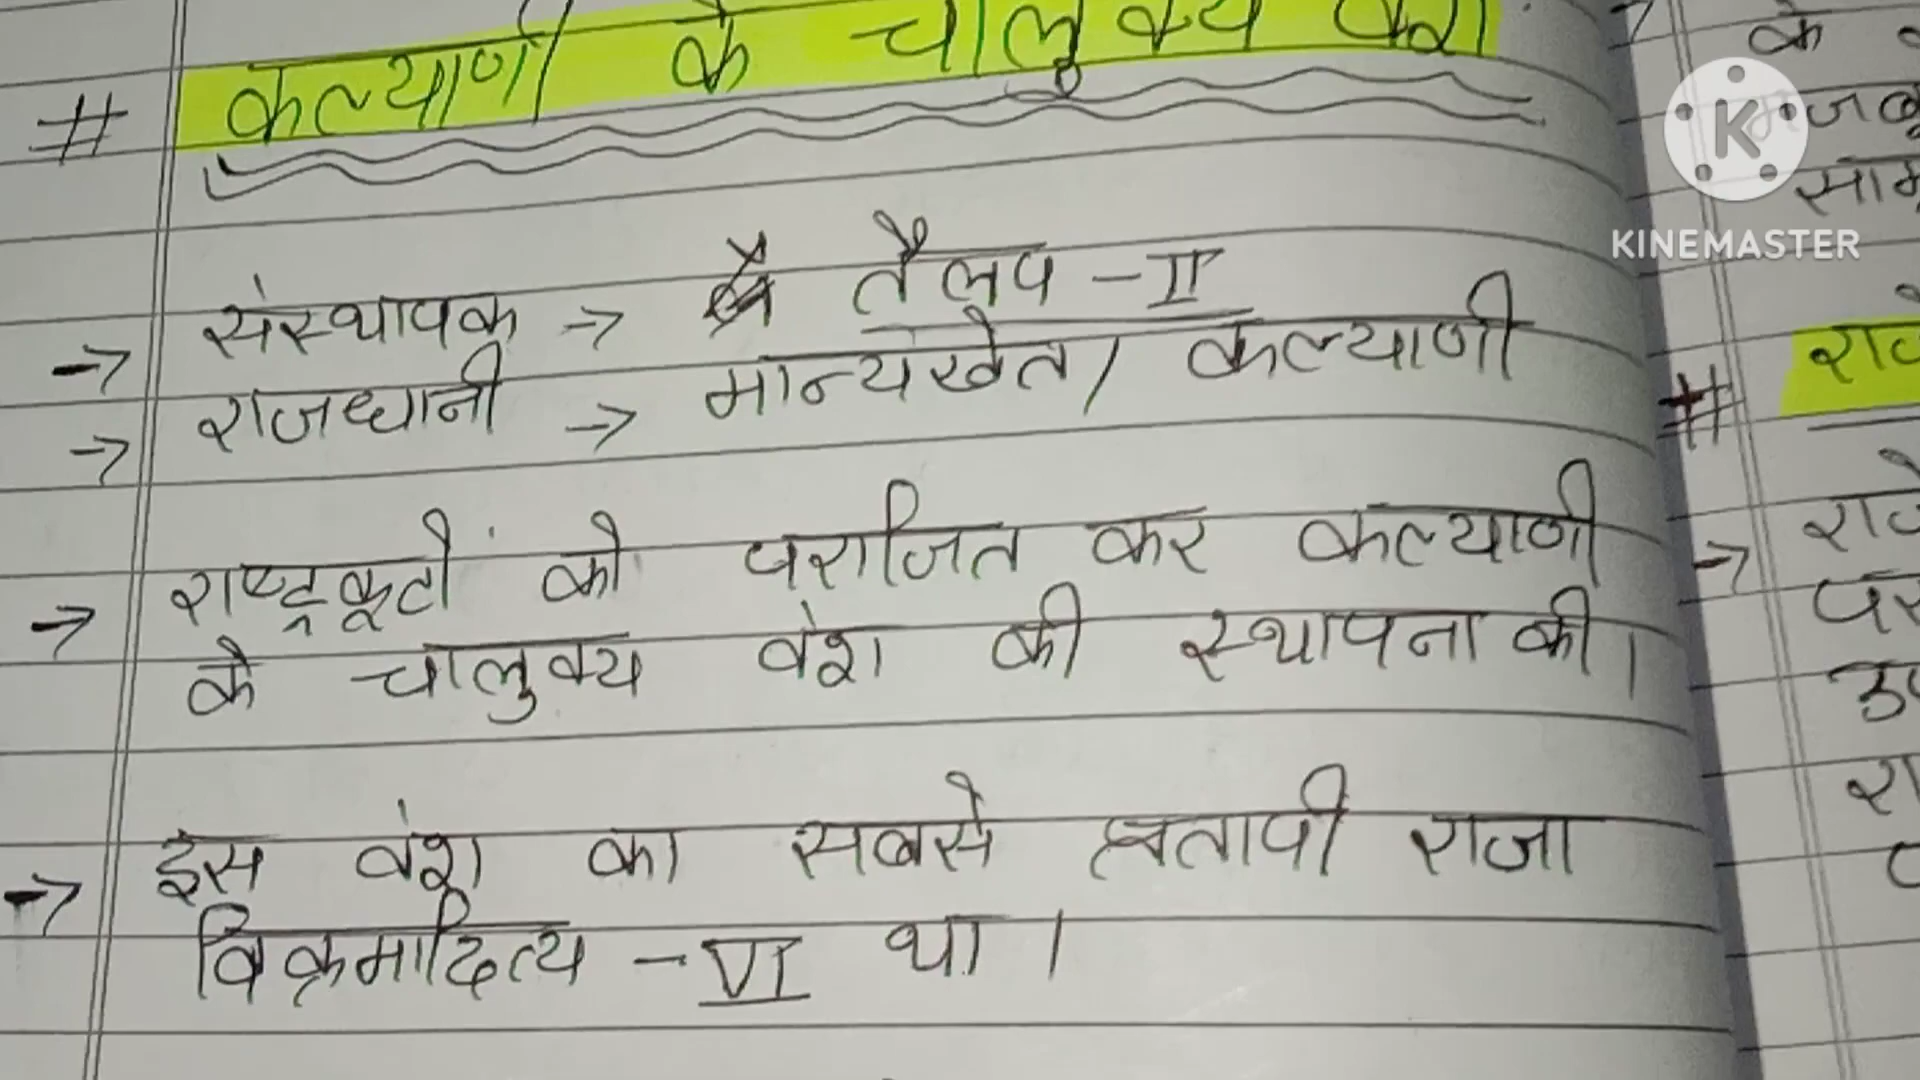 # कल्याणी के चालुक्य वंश
→ संस्थापक → तैलप - II
→ राजधानी → मान्यखेत / कल्याणी
→ राष्ट्रकूटों को पराजित कर कल्याणी
के चालुक्य वंश की स्थापना की।
→ इस वंश का सबसे प्रतापी राजा
विक्रमादित्य - VI था।
के
साम
#
→
KINEMASTER